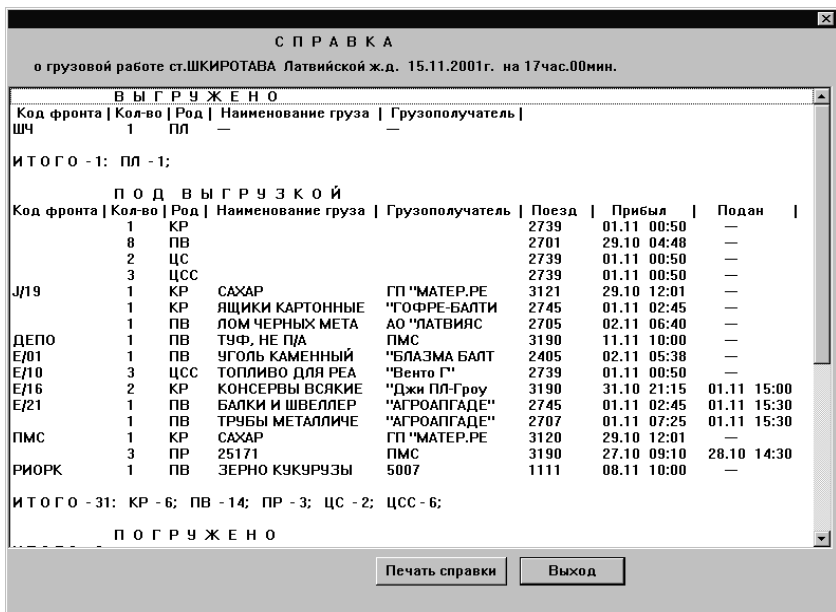 С П Р А В К А
о грузовой работе ст.ШКИРОТАВА Латвийской ж.д. 15.11.2001г. на 17час.00мин.
В Ы Г Р У Ж Е Н О
Код фронта | Кол-во | Род | Наименование груза | Грузополучатель |
ШЧ 1 ПЛ — —
И Т О Г О - 1: ПЛ - 1;
П О Д В Ы Г Р У З К О Й
Код фронта | Кол-во | Род | Наименование груза | Грузополучатель | Поезд | Прибыл | Подан |
1 КР 2739 01.11 00:50 —
8 ПВ 2701 29.10 04:48 —
2 ЦС 2739 01.11 00:50 —
3 ЦСС 2739 01.11 00:50 —
J/19 1 КР САХАР ГП "МАТЕР.РЕ 3121 29.10 12:01 —
1 КР ЯЩИКИ КАРТОННЫЕ "ГОФРЕ-БАЛТИ 2745 01.11 02:45 —
1 ПВ ЛОМ ЧЕРНЫХ МЕТА АО "ЛАТВИЯС 2705 02.11 06:40 —
ДЕПО 1 ПВ ТУФ, НЕ П/А ПМС 3190 11.11 10:00 —
Е/01 1 ПВ УГОЛЬ КАМЕННЫЙ "БЛАЗМА БАЛТ 2405 02.11 05:38 —
Е/10 3 ЦСС ТОПЛИВО ДЛЯ РЕА "Венто Г" 2739 01.11 00:50 —
Е/16 2 КР КОНСЕРВЫ ВСЯКИЕ "Джи ПЛ-Гроу 3190 31.10 21:15 01.11 15:00
Е/21 1 ПВ БАЛКИ И ШВЕЛЛЕР "АГРОАПГАДЕ" 2745 01.11 02:45 01.11 15:30
1 ПВ ТРУБЫ МЕТАЛЛИЧЕ "АГРОАПГАДЕ" 2707 01.11 07:25 01.11 15:30
ПМС 1 КР САХАР ГП "МАТЕР.РЕ 3120 29.10 12:01 —
3 ПР 25171 ПМС 3190 27.10 09:10 28.10 14:30
РИОРК 1 ПВ ЗЕРНО КУКУРУЗЫ 5007 1111 08.11 10:00 —
И Т О Г О - 31: КР - 6; ПВ - 14; ПР - 3; ЦС - 2; ЦСС - 6;
П О Г Р У Ж Е Н О
Печать справки Выход